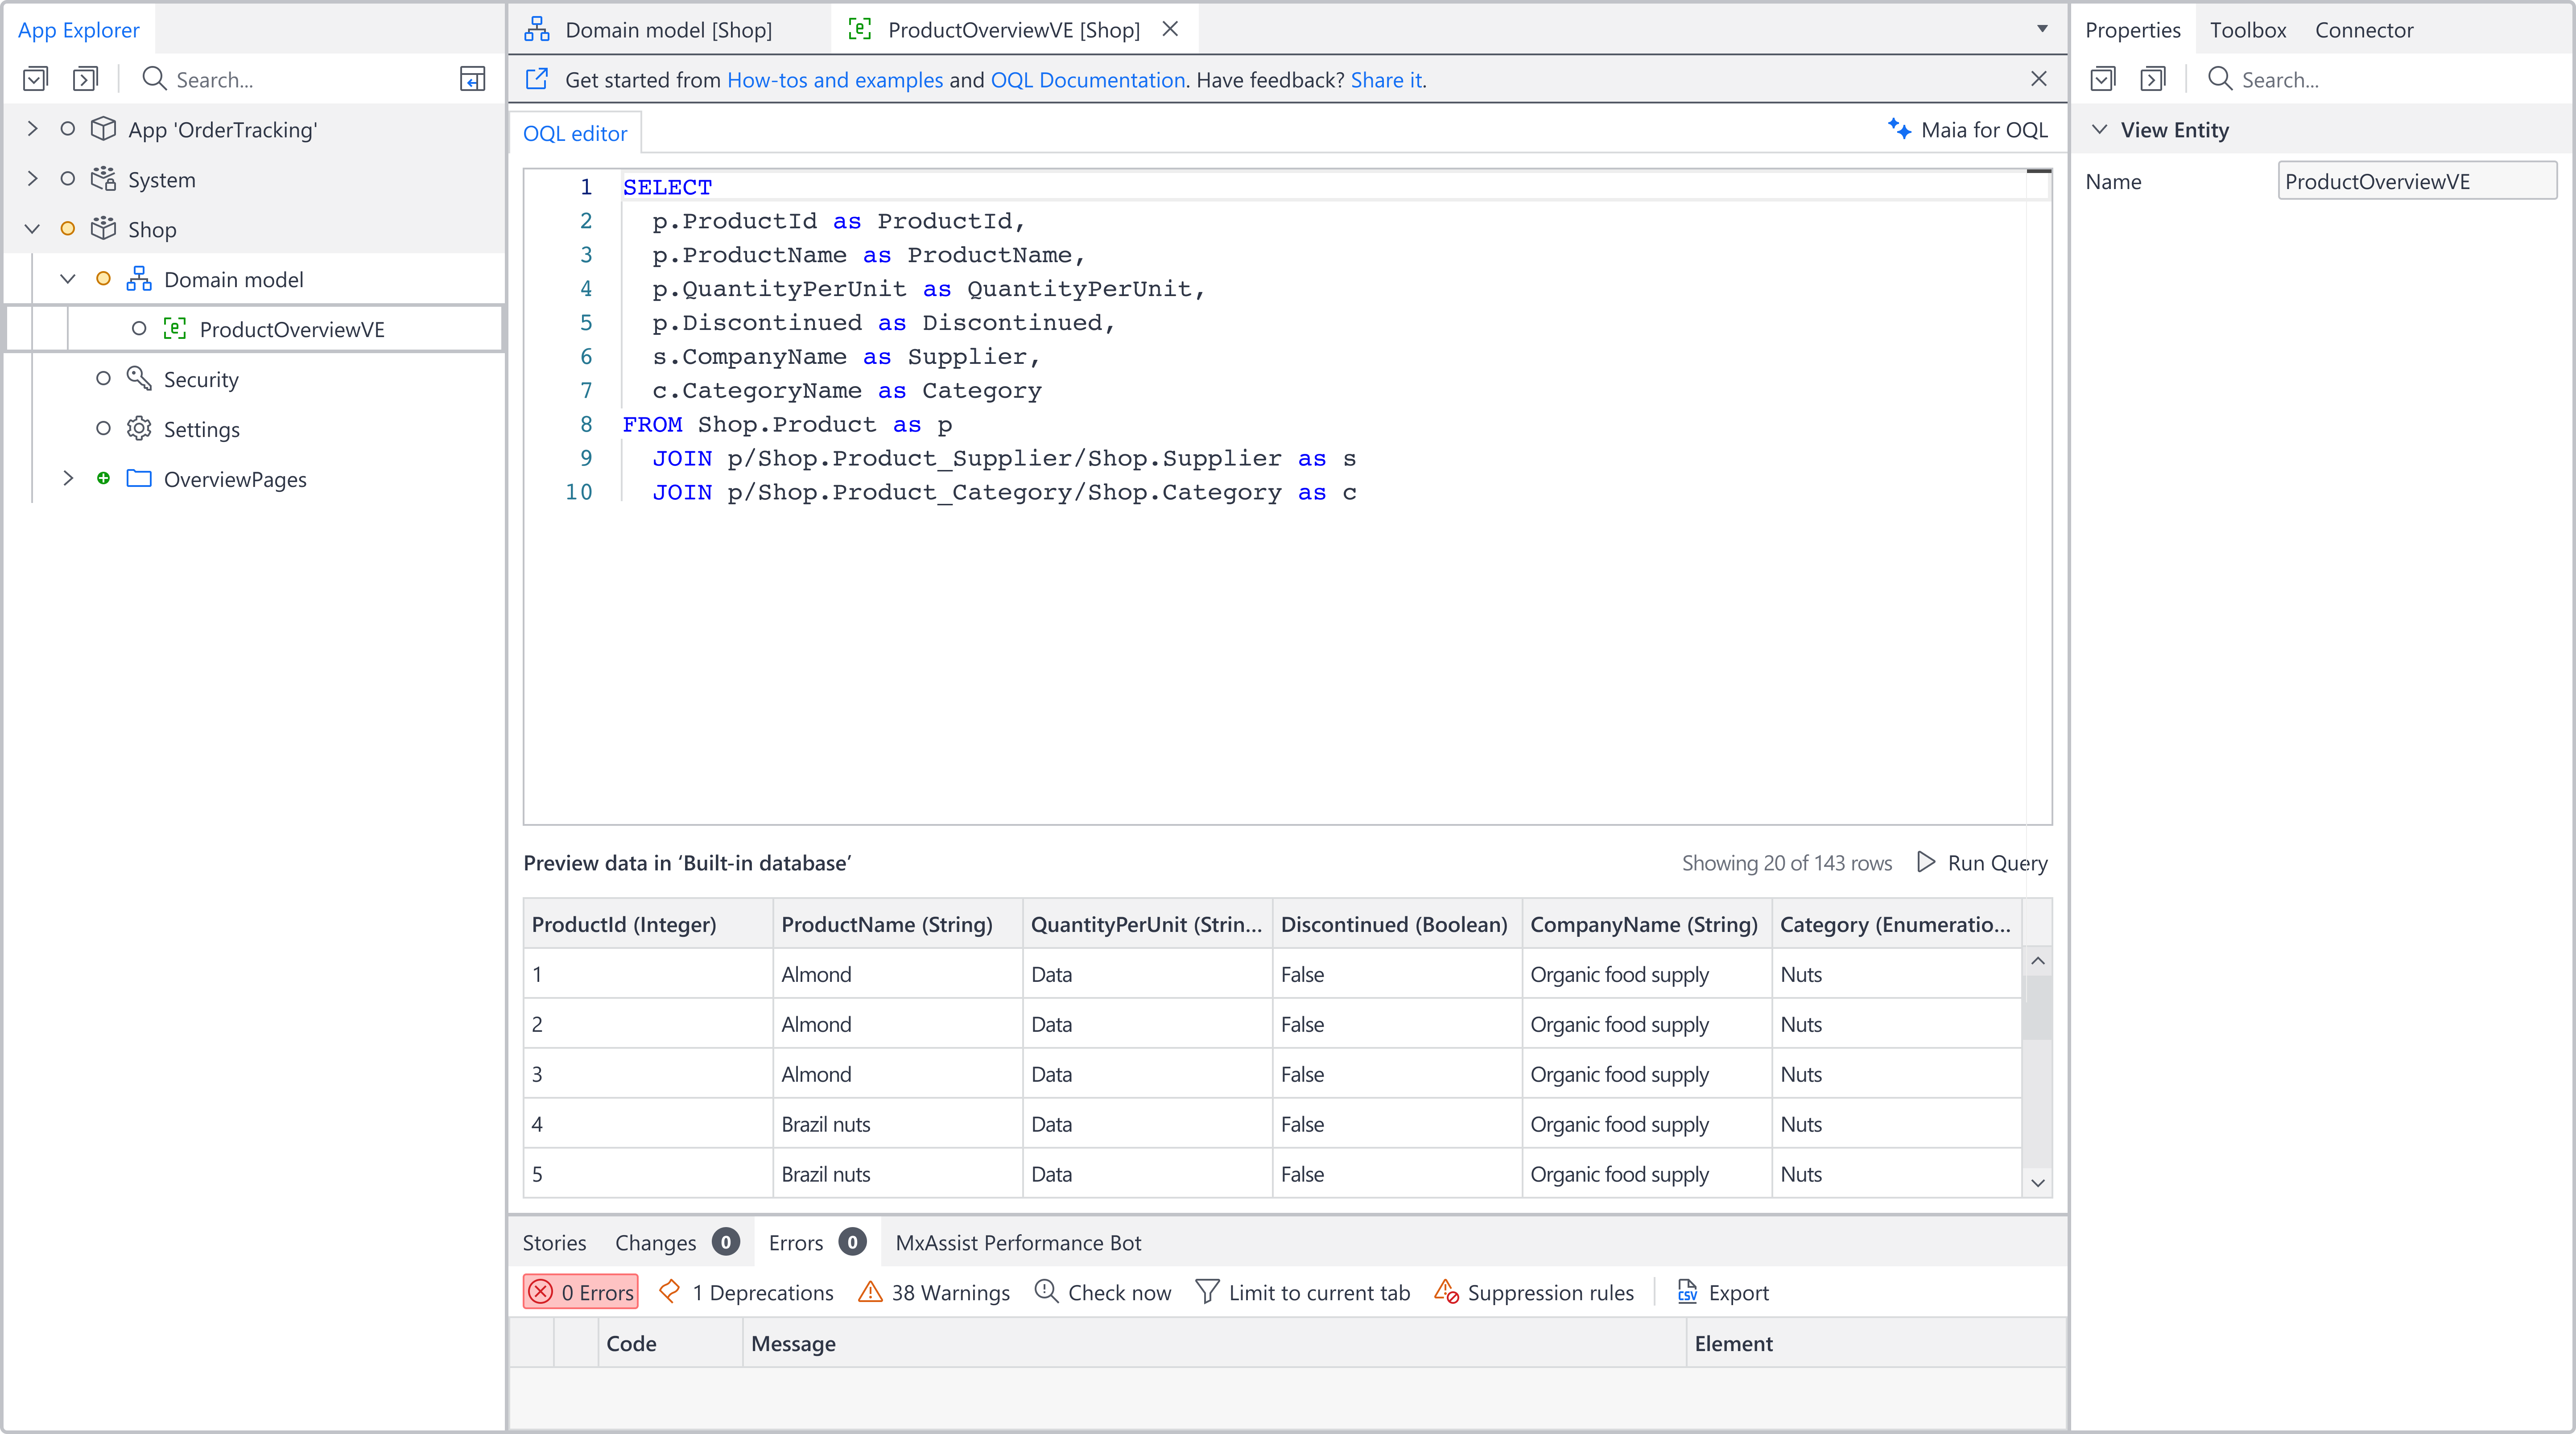 App Explorer
Search...
App 'OrderTracking'
System
Shop
Domain model
ProductOverviewVE
Security
Settings
OverviewPages
Domain model [Shop]
ProductOverviewVE [Shop]
Get started from How-tos and examples and OQL Documentation. Have feedback? Share it.
OQL editor
Maia for OQL
1 SELECT
2 p.ProductId as ProductId,
3 p.ProductName as ProductName,
4 p.QuantityPerUnit as QuantityPerUnit,
5 p.Discontinued as Discontinued,
6 s.CompanyName as Supplier,
7 c.CategoryName as Category
8 FROM Shop.Product as p
9 JOIN p/Shop.Product_Supplier/Shop.Supplier as s
10 JOIN p/Shop.Product_Category/Shop.Category as c
Preview data in ‘Built-in database’
Showing 20 of 143 rows
Run Query
ProductId (Integer) ProductName (String) QuantityPerUnit (Strin... Discontinued (Boolean) CompanyName (String) Category (Enumeratio...
1 Almond Data False Organic food supply Nuts
2 Almond Data False Organic food supply Nuts
3 Almond Data False Organic food supply Nuts
4 Brazil nuts Data False Organic food supply Nuts
5 Brazil nuts Data False Organic food supply Nuts
Stories Changes 0 Errors 0 MxAssist Performance Bot
0 Errors 1 Deprecations 38 Warnings Check now Limit to current tab Suppression rules CSV Export
Code Message Element
Properties Toolbox Connector
Search...
View Entity
Name ProductOverviewVE